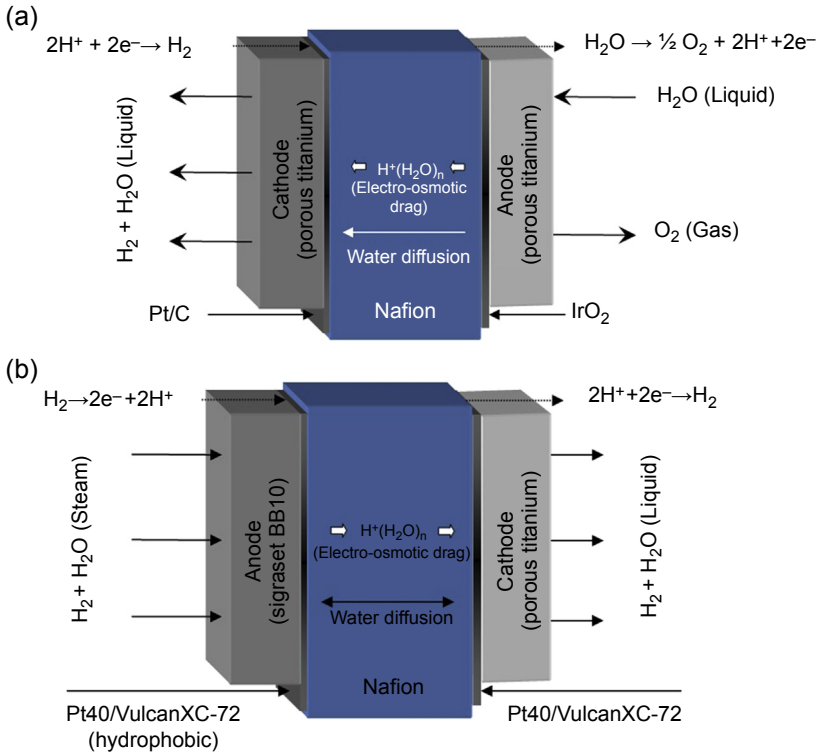 (a)
2H⁺ + 2e⁻→ H₂
H₂O → ½ O₂ + 2H⁺+2e⁻
H₂O (Liquid)
H₂ + H₂O (Liquid)
Cathode
(porous titanium)
H⁺(H₂O)ₙ
(Electro-osmotic
drag)
Water diffusion
Nafion
Anode
(porous titanium)
O₂ (Gas)
Pt/C
IrO₂
(b)
H₂→2e⁻+2H⁺
2H⁺+2e⁻→H₂
H₂ + H₂O (Steam)
Anode
(sigraset BB10)
H⁺(H₂O)ₙ
(Electro-osmotic drag)
Water diffusion
Nafion
Cathode
(porous titanium)
H₂ + H₂O (Liquid)
Pt40/VulcanXC-72
(hydrophobic)
Pt40/VulcanXC-72